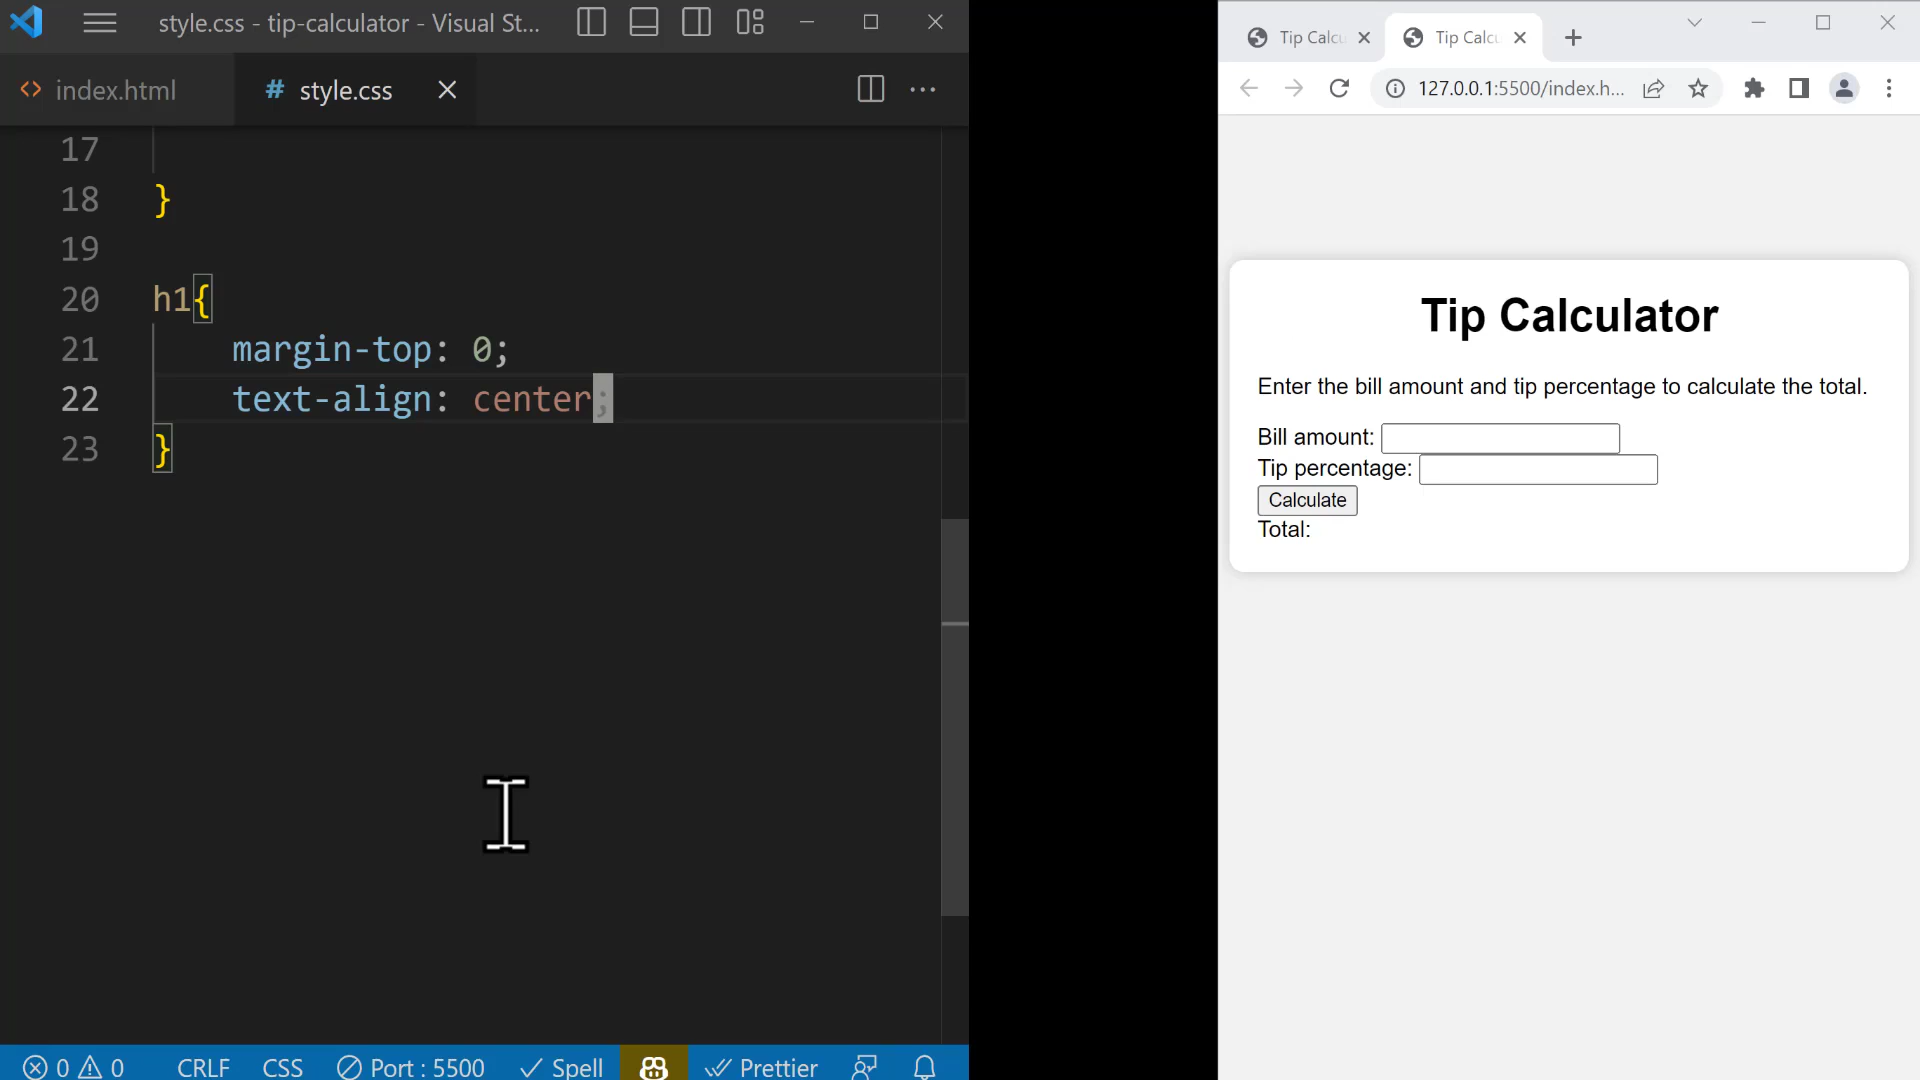 style.css - tip-calculator - Visual St...
index.html
# style.css
17
18 }
19
20 h1{
21 margin-top: 0;
22 text-align: center;
23 }
0 0 CRLF CSS Port : 5500 Spell Prettier
Tip Calcu
Tip Calcu
127.0.0.1:5500/index.h...
Tip Calculator
Enter the bill amount and tip percentage to calculate the total.
Bill amount:
Tip percentage:
Calculate
Total: